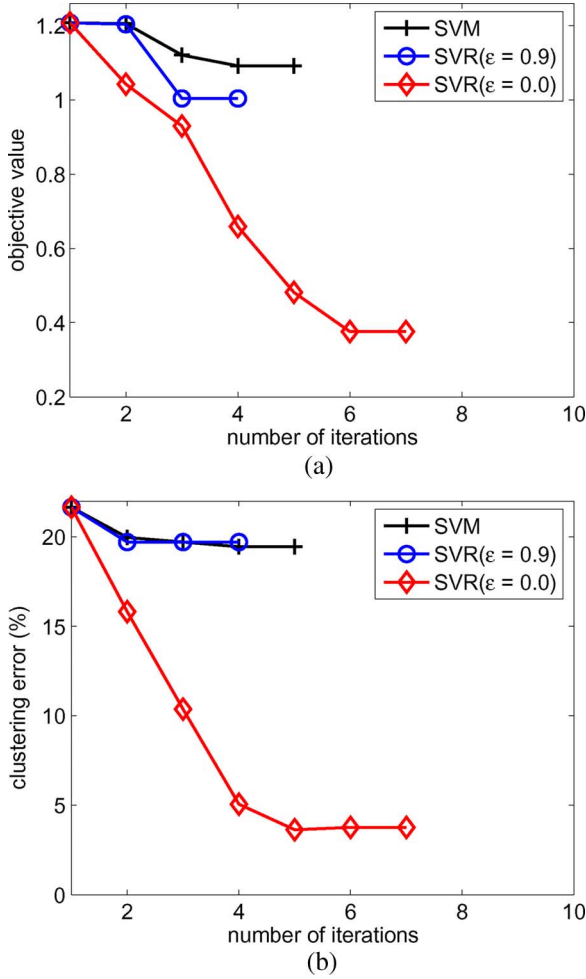 1.2
1
0.8
0.6
0.4
0.2
objective value
SVM
SVR(ε = 0.9)
SVR(ε = 0.0)
2 4 6 8 10
number of iterations
(a)
20
15
10
5
0
clustering error (%)
SVM
SVR(ε = 0.9)
SVR(ε = 0.0)
2 4 6 8 10
number of iterations
(b)